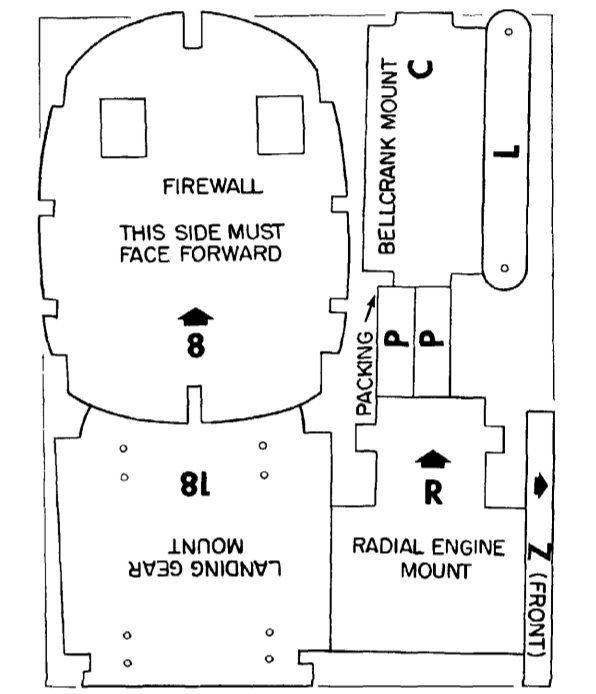 FIREWALL
THIS SIDE MUST
FACE FORWARD
8
BELLCRANK MOUNT
C
L
PACKING
P
P
18
LANDING GEAR
MOUNT
R
RADIAL ENGINE
MOUNT
Z (FRONT)